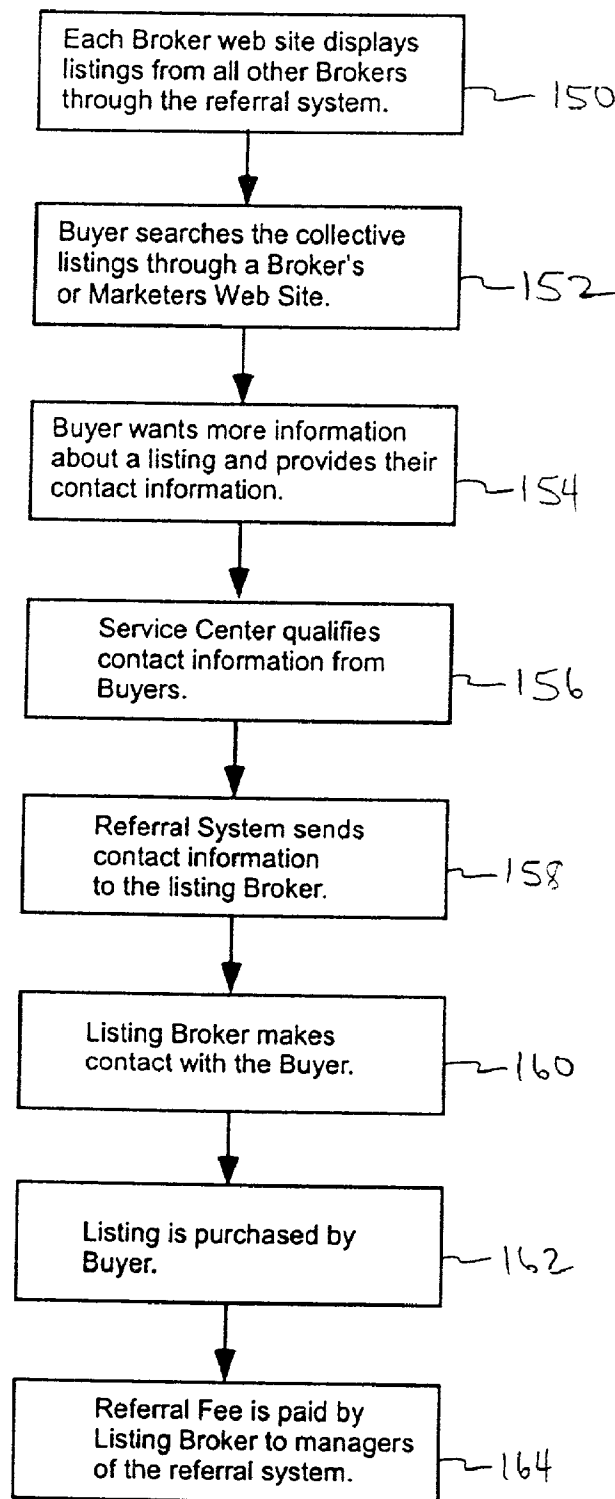 Each Broker web site displays
listings from all other Brokers
through the referral system.
150
Buyer searches the collective
listings through a Broker's
or Marketers Web Site.
152
Buyer wants more information
about a listing and provides their
contact information.
154
Service Center qualifies
contact information from
Buyers.
156
Referral System sends
contact information
to the listing Broker.
158
Listing Broker makes
contact with the Buyer.
160
Listing is purchased by
Buyer.
162
Referral Fee is paid by
Listing Broker to managers
of the referral system.
164